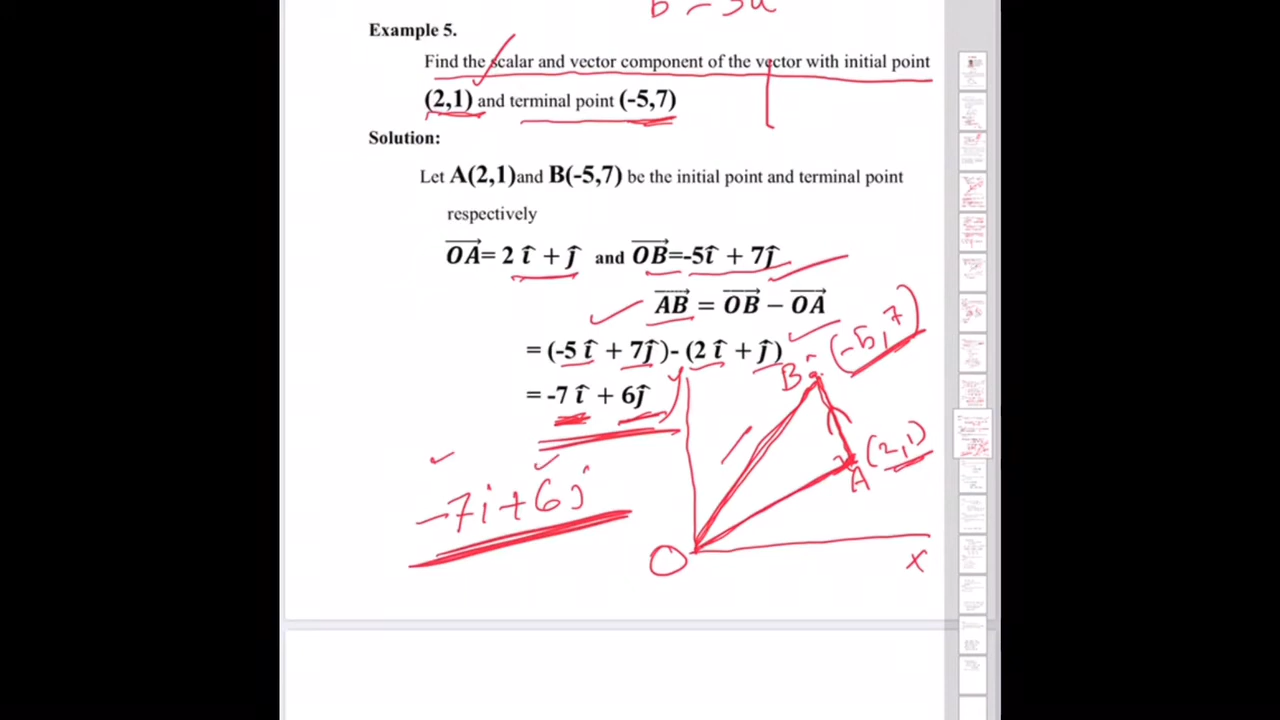 b = 3a
Example 5.
Find the scalar and vector component of the vector with initial point
(2,1) and terminal point (-5,7)
Solution:
Let A(2,1)and B(-5,7) be the initial point and terminal point
respectively
OA⃗= 2 î + ĵ and OB⃗=-5î + 7ĵ
AB⃗ = OB⃗ − OA⃗
= (-5 î + 7ĵ )- (2 î + ĵ )
= -7 î + 6ĵ
-7i+6j
y
B (-5,7)
A (2,1)
O
x